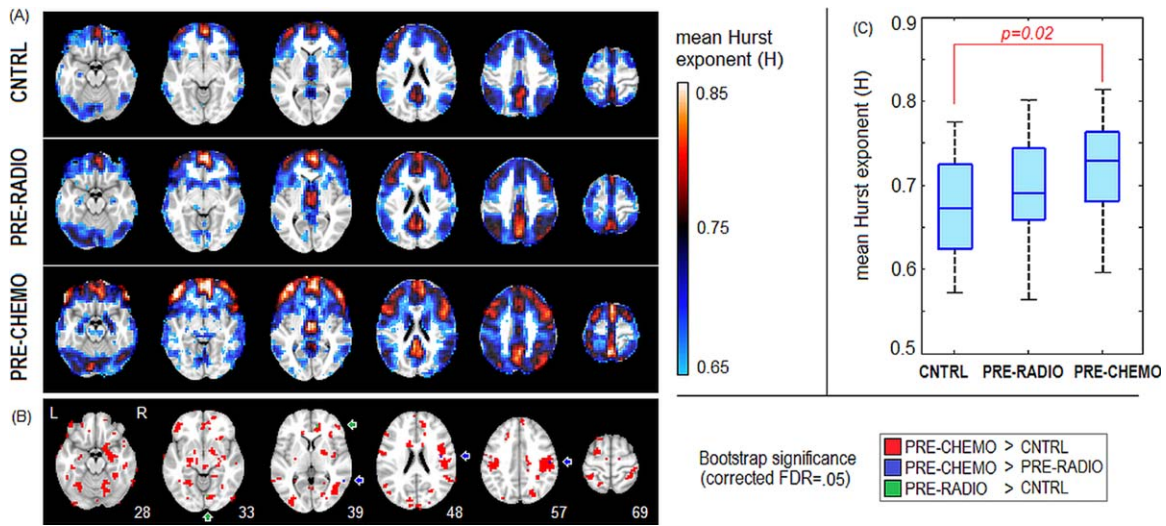 (A)
CNTRL
PRE-RADIO
PRE-CHEMO
mean Hurst
exponent (H)
0.85
0.75
0.65
(B)
L R
28 33 39 48 57 69
(C)
p=0.02
mean Hurst exponent (H)
0.9
0.8
0.7
0.6
0.5
CNTRL PRE-RADIO PRE-CHEMO
Bootstrap significance
(corrected FDR=.05)
PRE-CHEMO > CNTRL
PRE-CHEMO > PRE-RADIO
PRE-RADIO > CNTRL